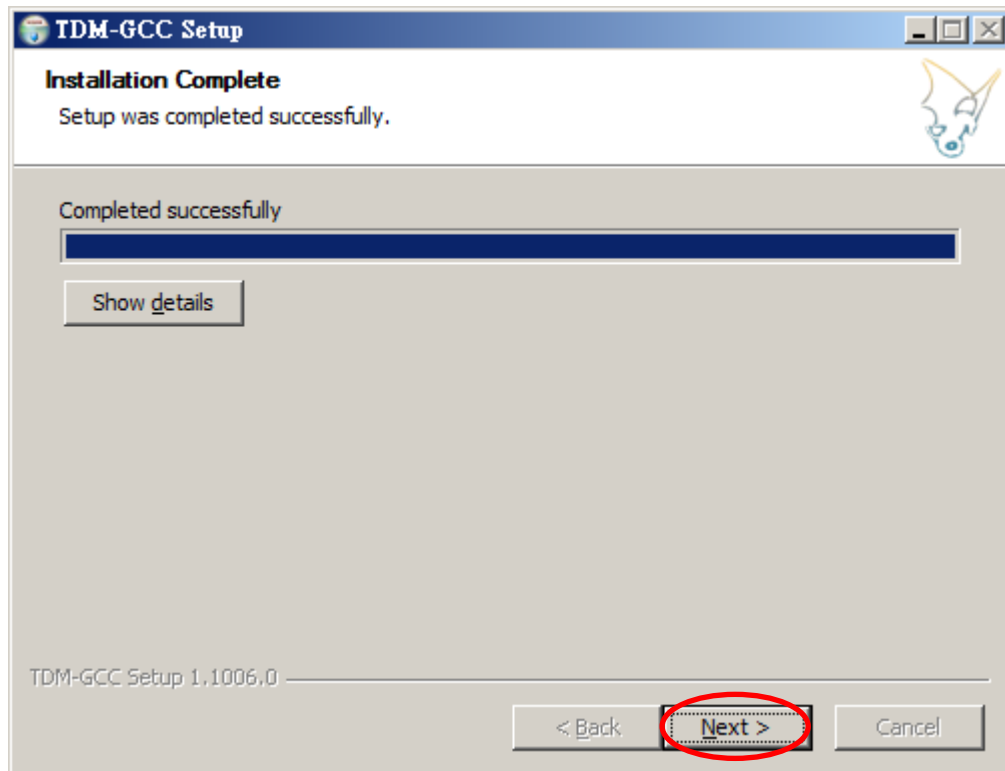 TDM-GCC Setup
Installation Complete
Setup was completed successfully.
Completed successfully
Show details
TDM-GCC Setup 1.1006.0
< Back
Next >
Cancel